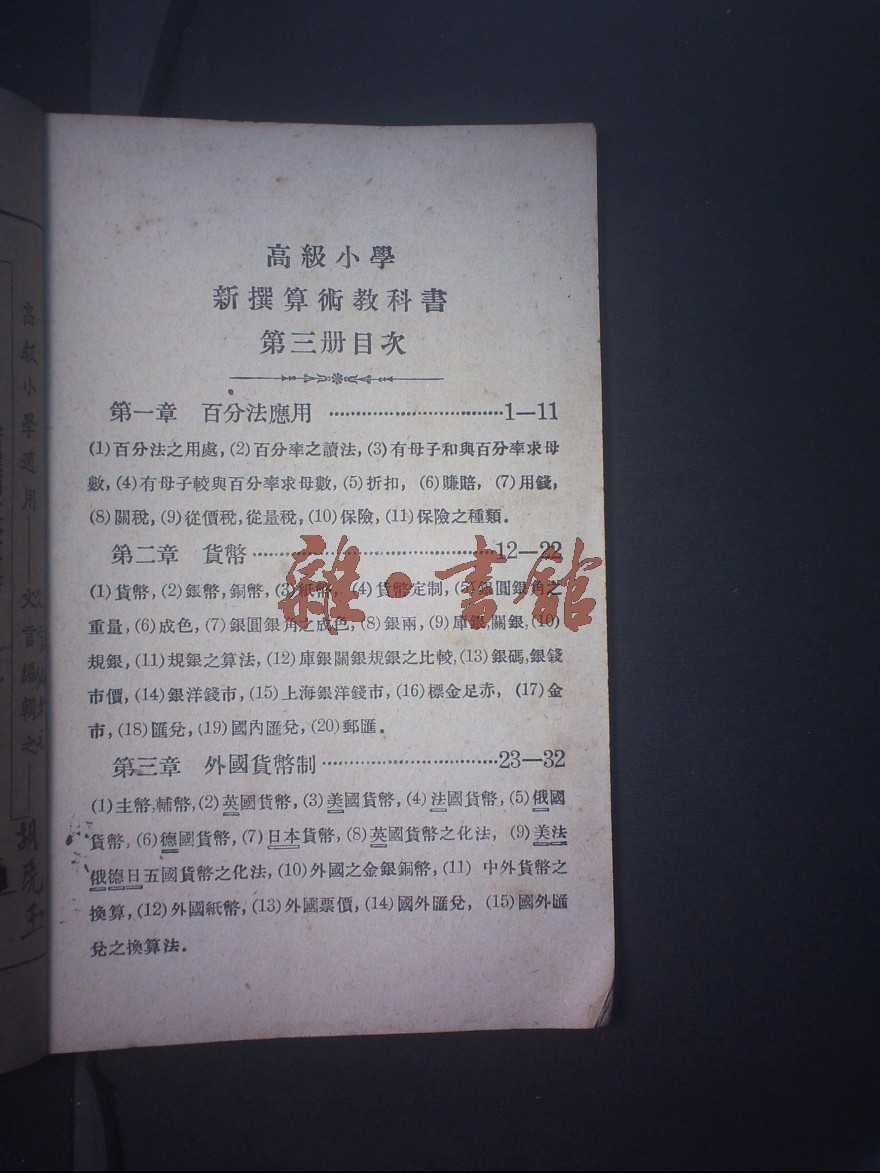 高級小學
新撰算術教科書
第三册目次
第一章 百分法應用 ································1—11
(1)百分法之用處,(2)百分率之讀法,(3)有母子和與百分率求母
數,(4)有母子較與百分率求母數,(5)折扣, (6)賺賠, (7)用錢,
(8)關稅,(9)從價稅,從量稅,(10)保險,(11)保險之種類.
第二章 貨幣 ································12—22
(1)貨幣,(2)銀幣,銅幣,(3)紙幣, (4)貨幣定制,(5)銀圓銀角之
重量,(6)成色,(7)銀圓銀角之成色,(8)銀兩,(9)庫銀,關銀,(10)
規銀,(11)規銀之算法,(12)庫銀關銀規銀之比較,(13)銀碼,銀錢
市價,(14)銀洋錢市,(15)上海銀洋錢市,(16)標金足赤, (17)金
市,(18)匯兌,(19)國內匯兌,(20)郵匯.
第三章 外國貨幣制 ································23—32
(1)主幣,輔幣,(2)英國貨幣,(3)美國貨幣,(4)法國貨幣,(5)俄國
貨幣,(6)德國貨幣,(7)日本貨幣,(8)英國貨幣之化法, (9)美法
俄德日五國貨幣之化法,(10)外國之金銀銅幣,(11) 中外貨幣之
換算,(12)外國紙幣,(13)外國票價,(14)國外匯兌, (15)國外匯
兌之換算法.
雜·書館
高級小學適用——文言編輯之——
胡